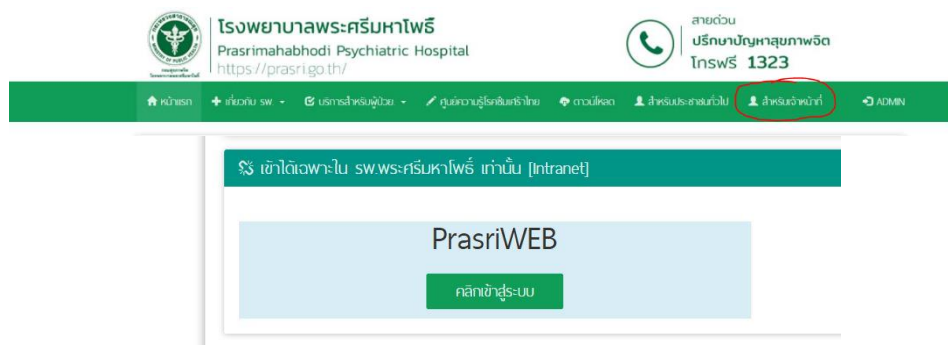 โรงพยาบาลพระศรีมหาโพธิ์
Prasrimahabhodi Psychiatric Hospital
https://prasri.go.th/
สายด่วน
ปรึกษาปัญหาสุขภาพจิต
โทรฟรี 1323
หน้าแรก เกี่ยวกับ รพ. บริการสำหรับผู้ป่วย ศูนย์ความรู้โรคซึมเศร้าไทย ดาวน์โหลด สำหรับประชาชนทั่วไป สำหรับเจ้าหน้าที่ ADMIN
เข้าได้เฉพาะใน รพ.พระศรีมหาโพธิ์ เท่านั้น [Intranet]
PrasriWEB
คลิกเข้าสู่ระบบ